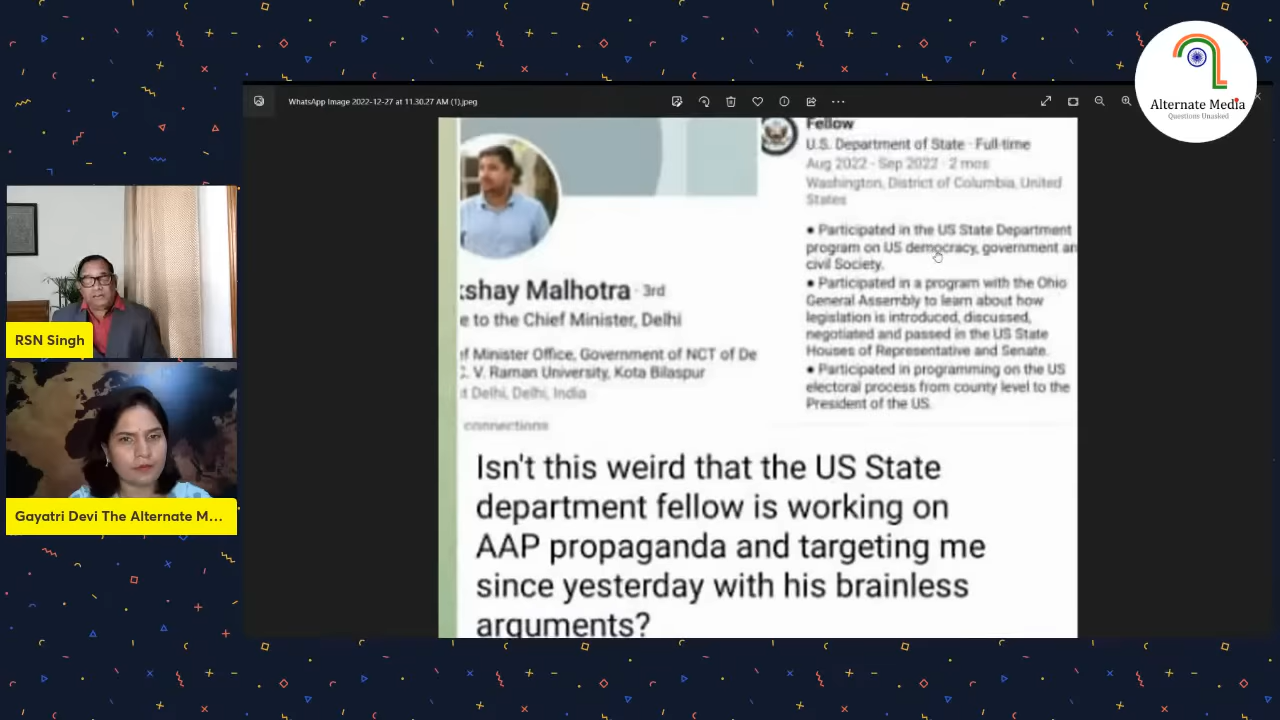 Alternate Media
Questions Unasked
WhatsApp Image 2022-12-27 at 11.30.27 AM (1).jpeg
RSN Singh
Gayatri Devi The Alternate M...
kshay Malhotra · 3rd
e to the Chief Minister, Delhi
ef Minister Office, Government of NCT of De
C. V. Raman University, Kota Bilaspur
t Delhi, Delhi, India
connections
Fellow
U.S. Department of State · Full-time
Aug 2022 - Sep 2022 · 2 mos
Washington, District of Columbia, United
States
● Participated in the US State Department
program on US democracy, government an
civil Society.
● Participated in a program with the Ohio
General Assembly to learn about how
legislation is introduced, discussed,
negotiated and passed in the US State
Houses of Representative and Senate.
● Participated in programming on the US
electoral process from county level to the
President of the US.
Isn't this weird that the US State
department fellow is working on
AAP propaganda and targeting me
since yesterday with his brainless
arguments?